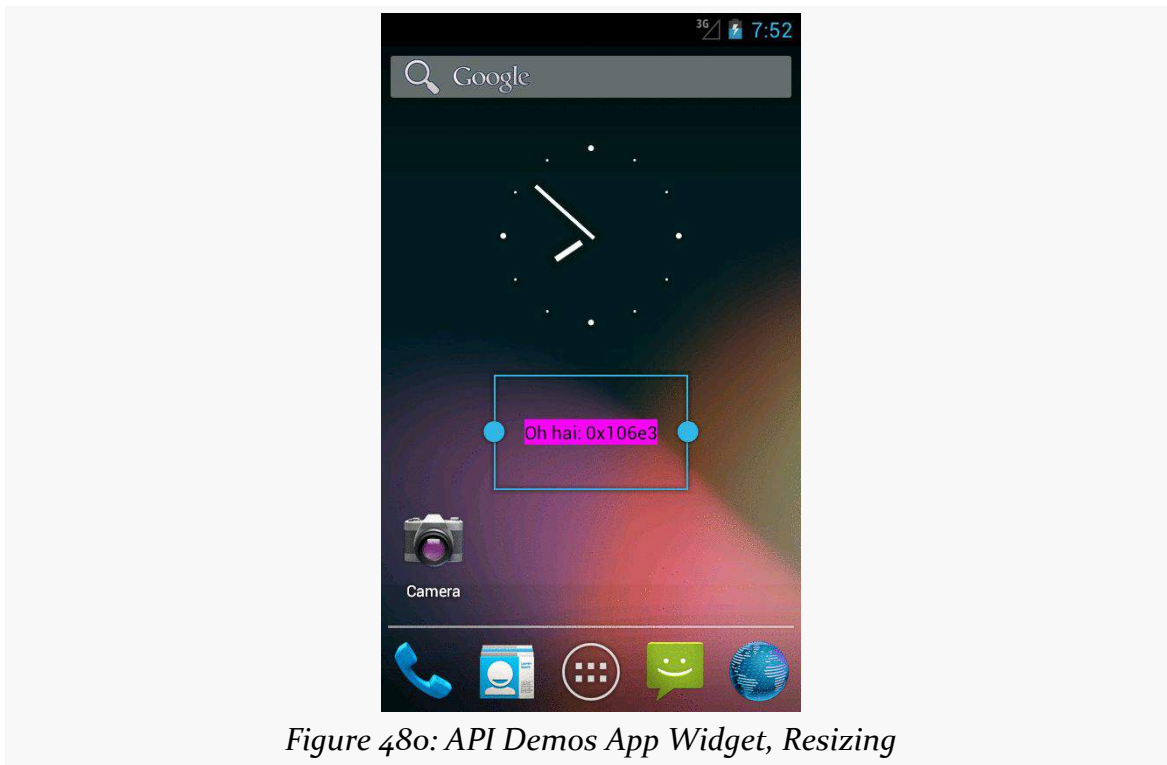 3G 7:52
Google
Oh hai: 0x106e3
Camera
Figure 480: API Demos App Widget, Resizing